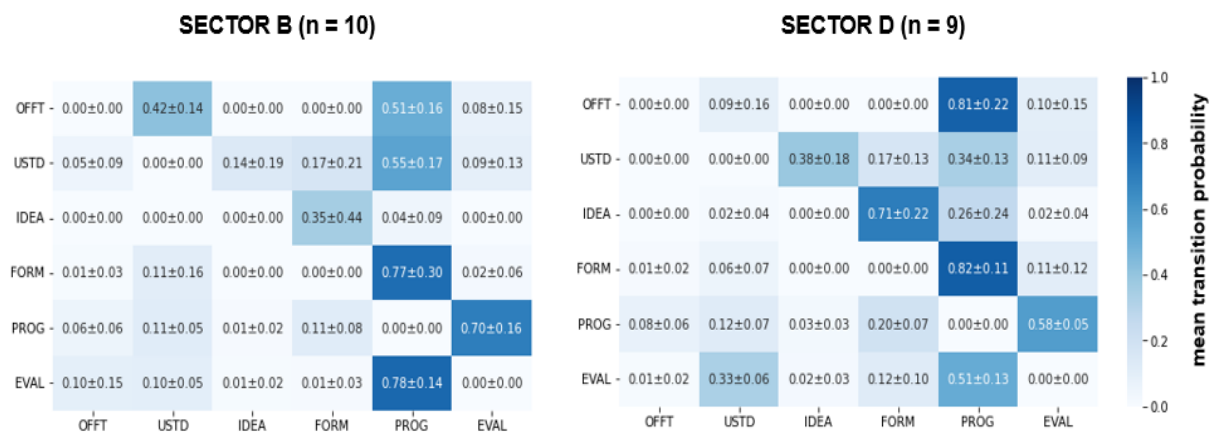 SECTOR B (n = 10)
OFFT - 0.00±0.00 0.42±0.14 0.00±0.00 0.00±0.00 0.51±0.16 0.08±0.15
USTD - 0.05±0.09 0.00±0.00 0.14±0.19 0.17±0.21 0.55±0.17 0.09±0.13
IDEA - 0.00±0.00 0.00±0.00 0.00±0.00 0.35±0.44 0.04±0.09 0.00±0.00
FORM - 0.01±0.03 0.11±0.16 0.00±0.00 0.00±0.00 0.77±0.30 0.02±0.06
PROG - 0.06±0.06 0.11±0.05 0.01±0.02 0.11±0.08 0.00±0.00 0.70±0.16
EVAL - 0.10±0.15 0.10±0.05 0.01±0.02 0.01±0.03 0.78±0.14 0.00±0.00
OFFT USTD IDEA FORM PROG EVAL
SECTOR D (n = 9)
OFFT - 0.00±0.00 0.09±0.16 0.00±0.00 0.00±0.00 0.81±0.22 0.10±0.15
USTD - 0.00±0.00 0.00±0.00 0.38±0.18 0.17±0.13 0.34±0.13 0.11±0.09
IDEA - 0.00±0.00 0.02±0.04 0.00±0.00 0.71±0.22 0.26±0.24 0.02±0.04
FORM - 0.01±0.02 0.06±0.07 0.00±0.00 0.00±0.00 0.82±0.11 0.11±0.12
PROG - 0.08±0.06 0.12±0.07 0.03±0.03 0.20±0.07 0.00±0.00 0.58±0.05
EVAL - 0.01±0.02 0.33±0.06 0.02±0.03 0.12±0.10 0.51±0.13 0.00±0.00
OFFT USTD IDEA FORM PROG EVAL
1.0
0.8
0.6
0.4
0.2
0.0
mean transition probability